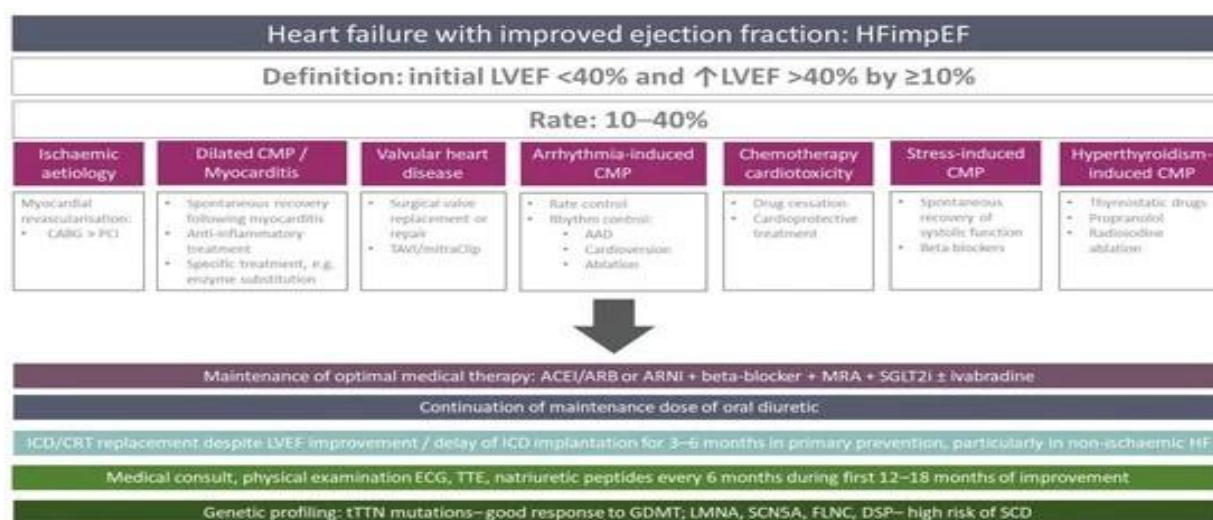 Heart failure with improved ejection fraction: HFimpEF
Definition: initial LVEF <40% and ↑LVEF >40% by ≥10%
Rate: 10–40%
Ischaemic
aetiology
Myocardial
revascularisation:
• CABG > PCI
Dilated CMP /
Myocarditis
• Spontaneous recovery
following myocarditis
• Anti-inflammatory
treatment
• Specific treatment, e.g.
enzyme substitution
Valvular heart
disease
• Surgical valve
replacement or
repair
• TAVI/mitraClip
Arrhythmia-induced
CMP
• Rate control
• Rhythm control:
• AAD
• Cardioversion
• Ablation
Chemotherapy
cardiotoxicity
• Drug cessation
• Cardioprotective
treatment
Stress-induced
CMP
• Spontaneous
recovery of
systolic function
• Beta blockers
Hyperthyroidism-
induced CMP
• Thyreostatic drugs
• Propranolol
• Radioiodine
ablation
Maintenance of optimal medical therapy: ACEI/ARB or ARNI + beta-blocker + MRA + SGLT2i ± ivabradine
Continuation of maintenance dose of oral diuretic
ICD/CRT replacement despite LVEF improvement / delay of ICD implantation for 3–6 months in primary prevention, particularly in non-ischaemic HF
Medical consult, physical examination ECG, TTE, natriuretic peptides every 6 months during first 12–18 months of improvement
Genetic profiling: tTTN mutations– good response to GDMT; LMNA, SCN5A, FLNC, DSP– high risk of SCD